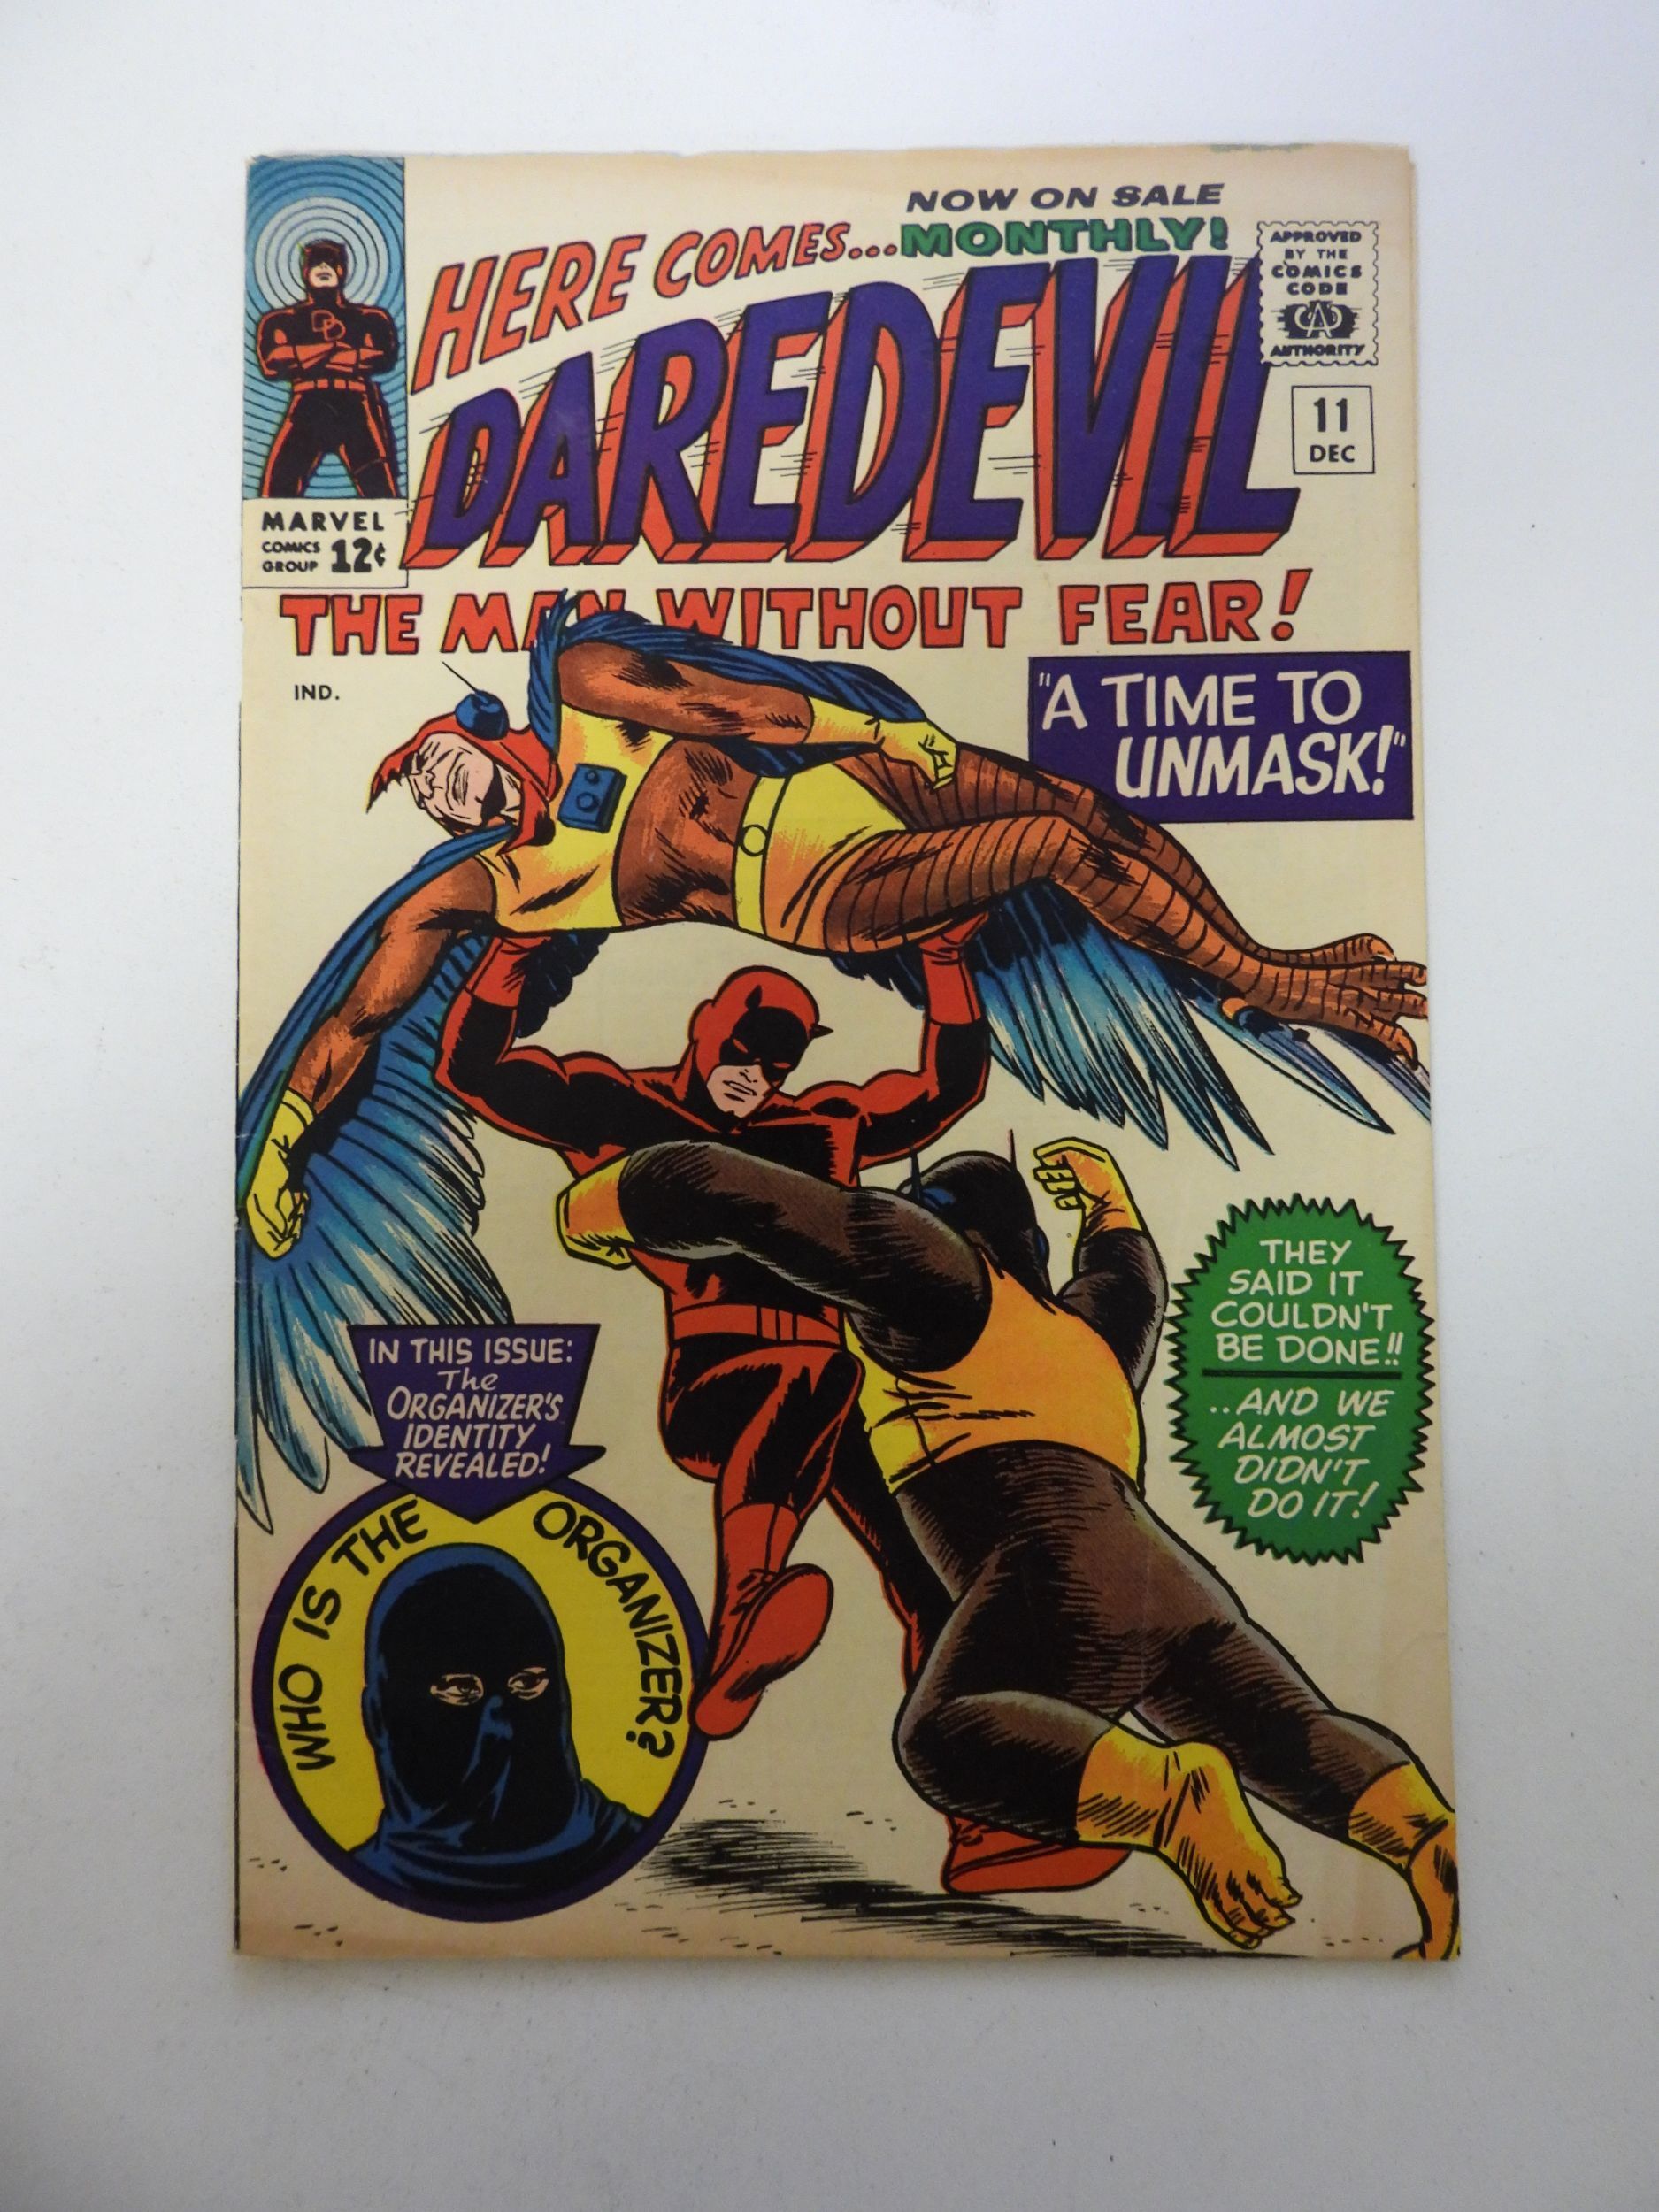 NOW ON SALE
MONTHLY!
HERE COMES...
DAREDEVIL
THE MAN WITHOUT FEAR!
DD
MARVEL
COMICS
GROUP 12¢
APPROVED
BY THE
COMICS
CODE
CA
AUTHORITY
11
DEC
IND.
"A TIME TO
UNMASK!"
THEY
SAID IT
COULDN'T
BE DONE!!
..AND WE
ALMOST
DIDN'T
DO IT!
IN THIS ISSUE:
The
ORGANIZER'S
IDENTITY
REVEALED!
WHO IS THE ORGANIZER?